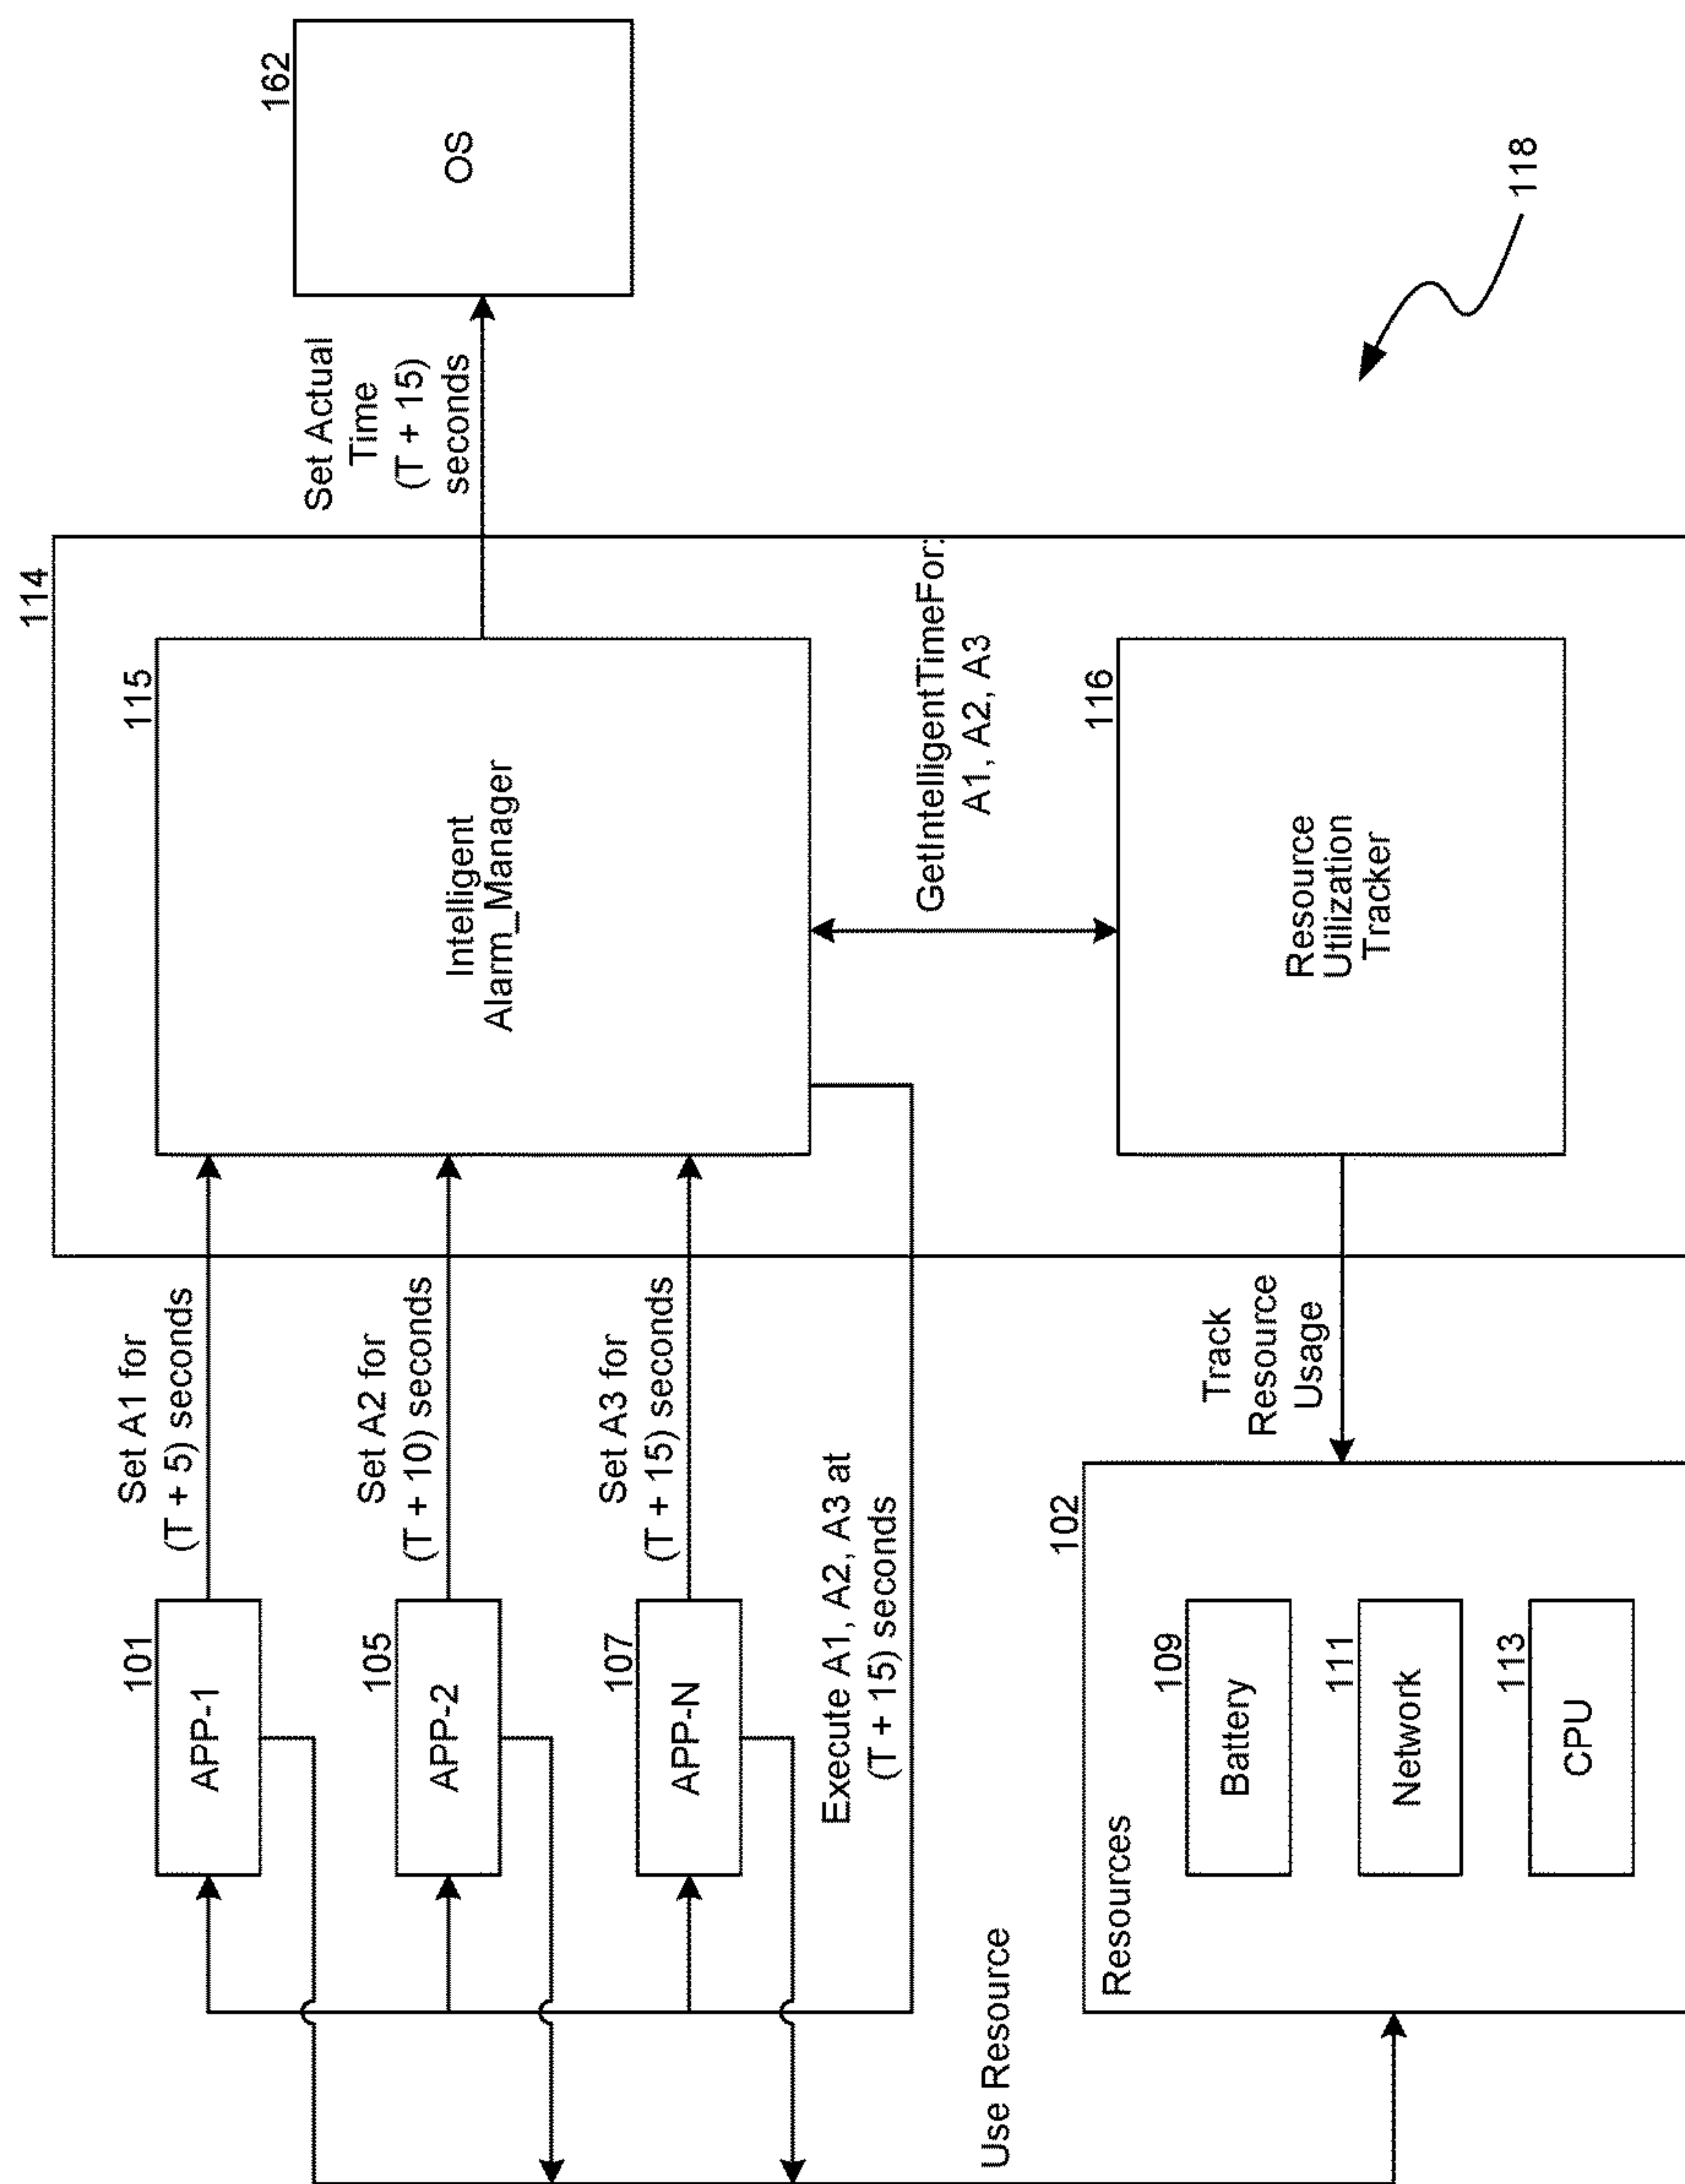 101
APP-1
105
APP-2
107
APP-N
Set A1 for
(T + 5) seconds
Set A2 for
(T + 10) seconds
Set A3 for
(T + 15) seconds
Execute A1, A2, A3 at
(T + 15) seconds
Use Resource
114
115
Intelligent
Alarm_Manager
Set Actual
Time
(T + 15)
seconds
162
OS
GetIntelligentTimeFor:
A1, A2, A3
116
Resource
Utilization
Tracker
Track
Resource
Usage
102
Resources
109
Battery
111
Network
113
CPU
118